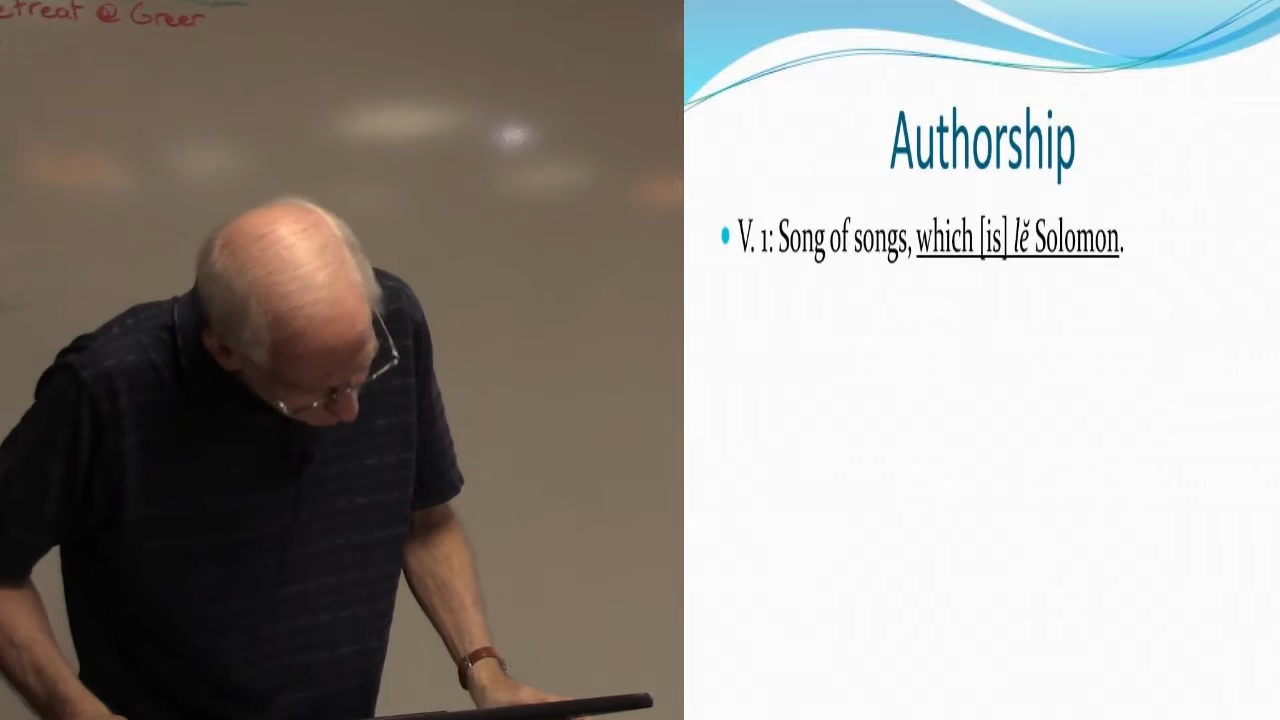 etreat @ Greer
Authorship
• V. 1: Song of songs, which [is] lĕ Solomon.